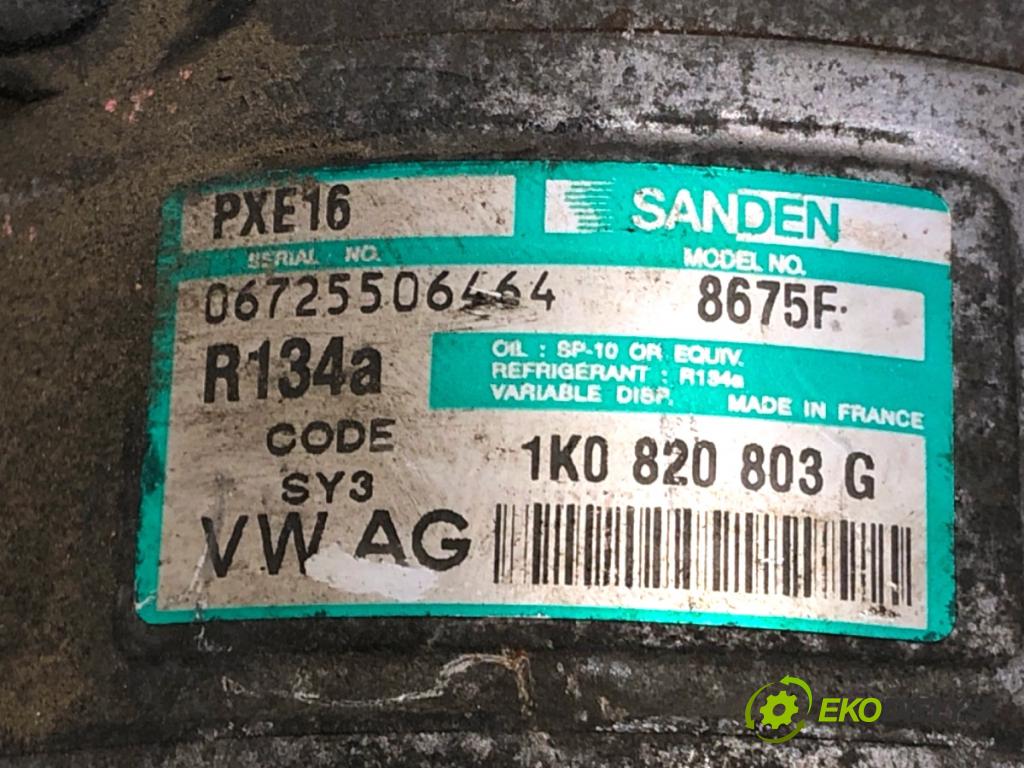 PXE16
SANDEN
SERIAL NO.
MODEL NO.
06725506464
8675F
R134a
OIL : SP-10 OR EQUIV.
REFRIGERANT : R134a
VARIABLE DISP.
MADE IN FRANCE
CODE
SY3
1K0 820 803 G
VW AG
EKO